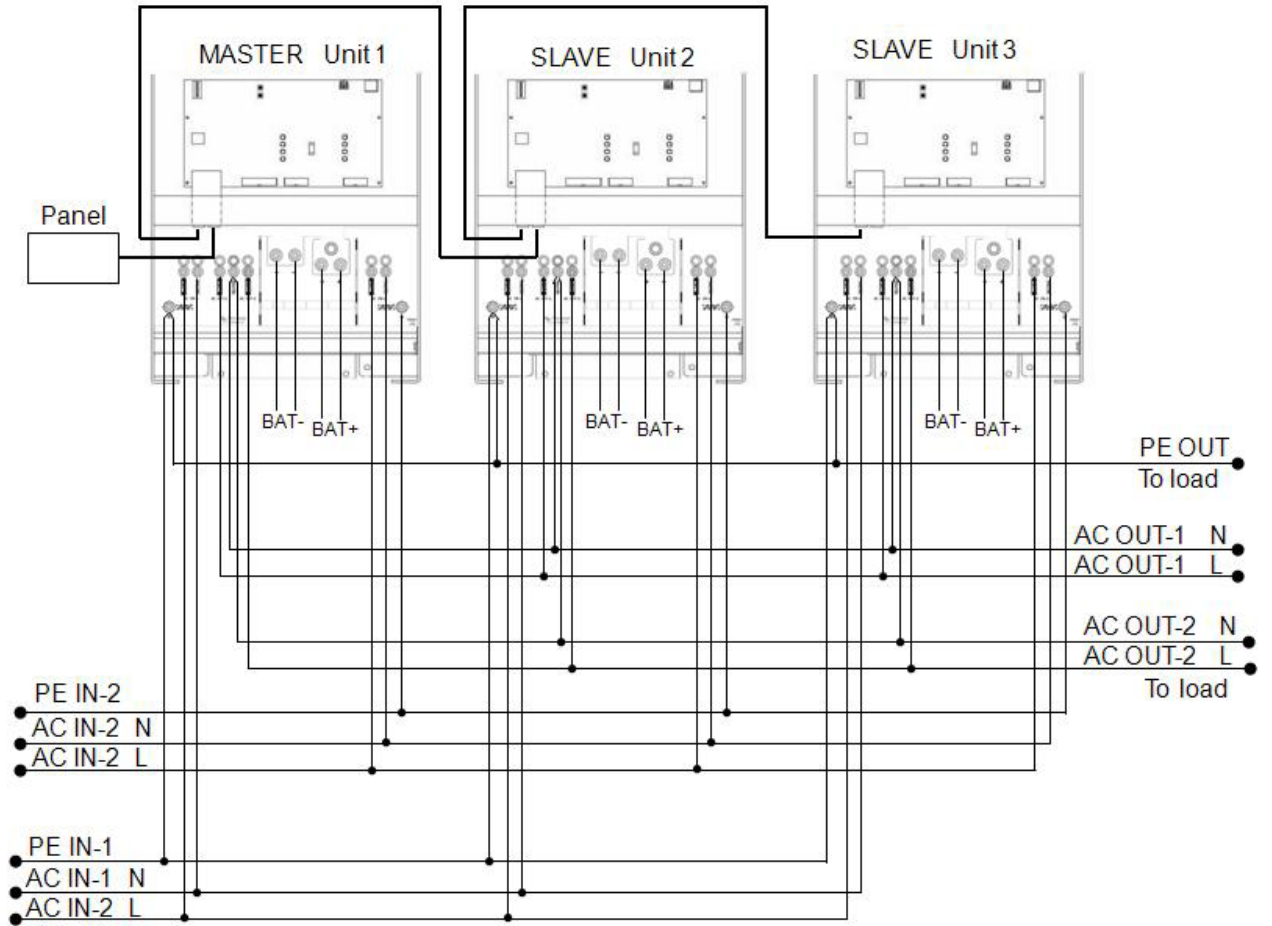 MASTER Unit 1
SLAVE Unit 2
SLAVE Unit 3
Panel
BAT- BAT+
BAT- BAT+
BAT- BAT+
PE OUT
To load
AC OUT-1 N
AC OUT-1 L
AC OUT-2 N
AC OUT-2 L
To load
PE IN-2
AC IN-2 N
AC IN-2 L
PE IN-1
AC IN-1 N
AC IN-2 L